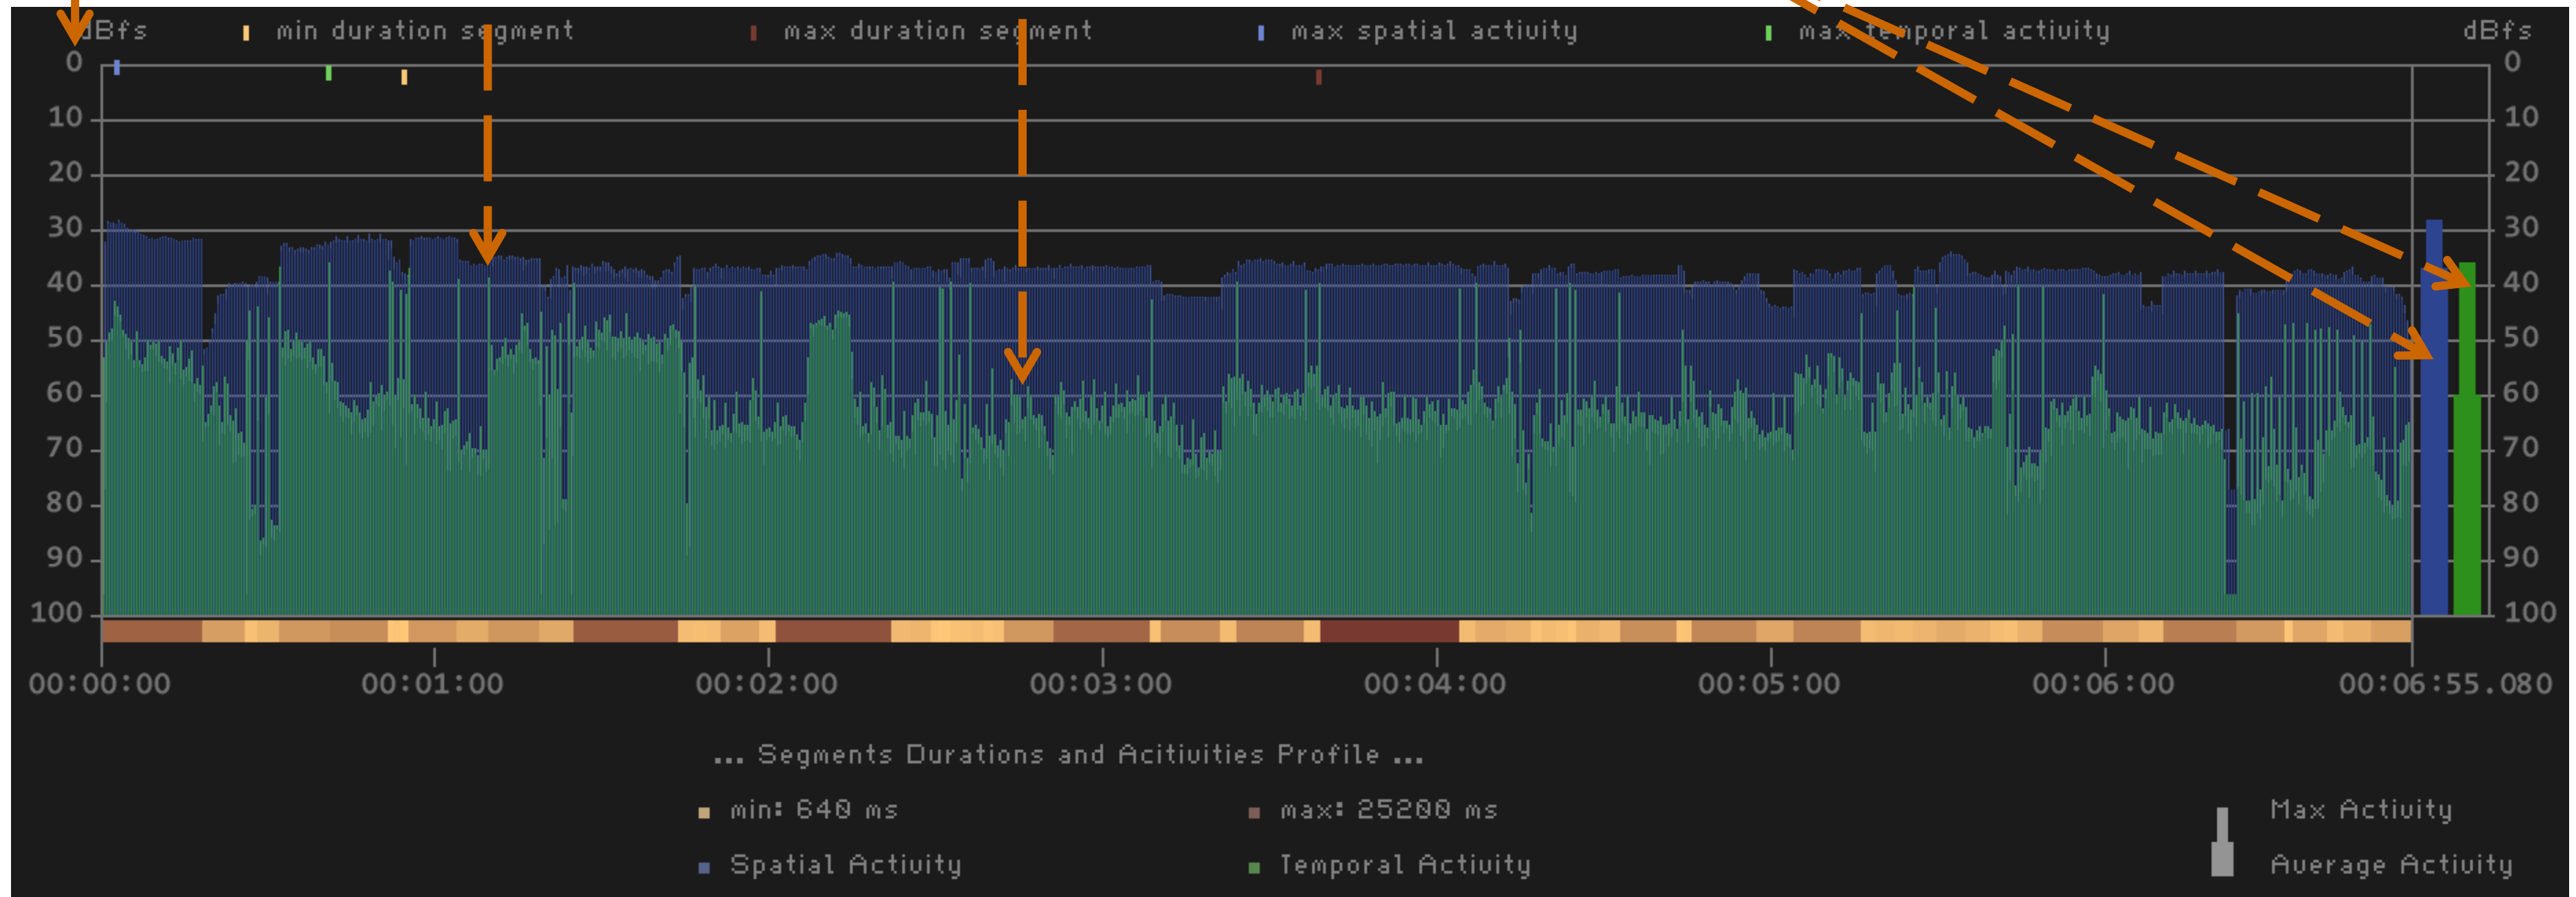 dBfs min duration segment max duration segment max spatial activity max temporal activity dBfs
0 0
10 10
20 20
30 30
40 40
50 50
60 60
70 70
80 80
90 90
100 100
00:00:00 00:01:00 00:02:00 00:03:00 00:04:00 00:05:00 00:06:00 00:06:55.080
... Segments Durations and Acitivities Profile ...
min: 640 ms max: 25200 ms Max Activity
Spatial Activity Temporal Activity Average Activity